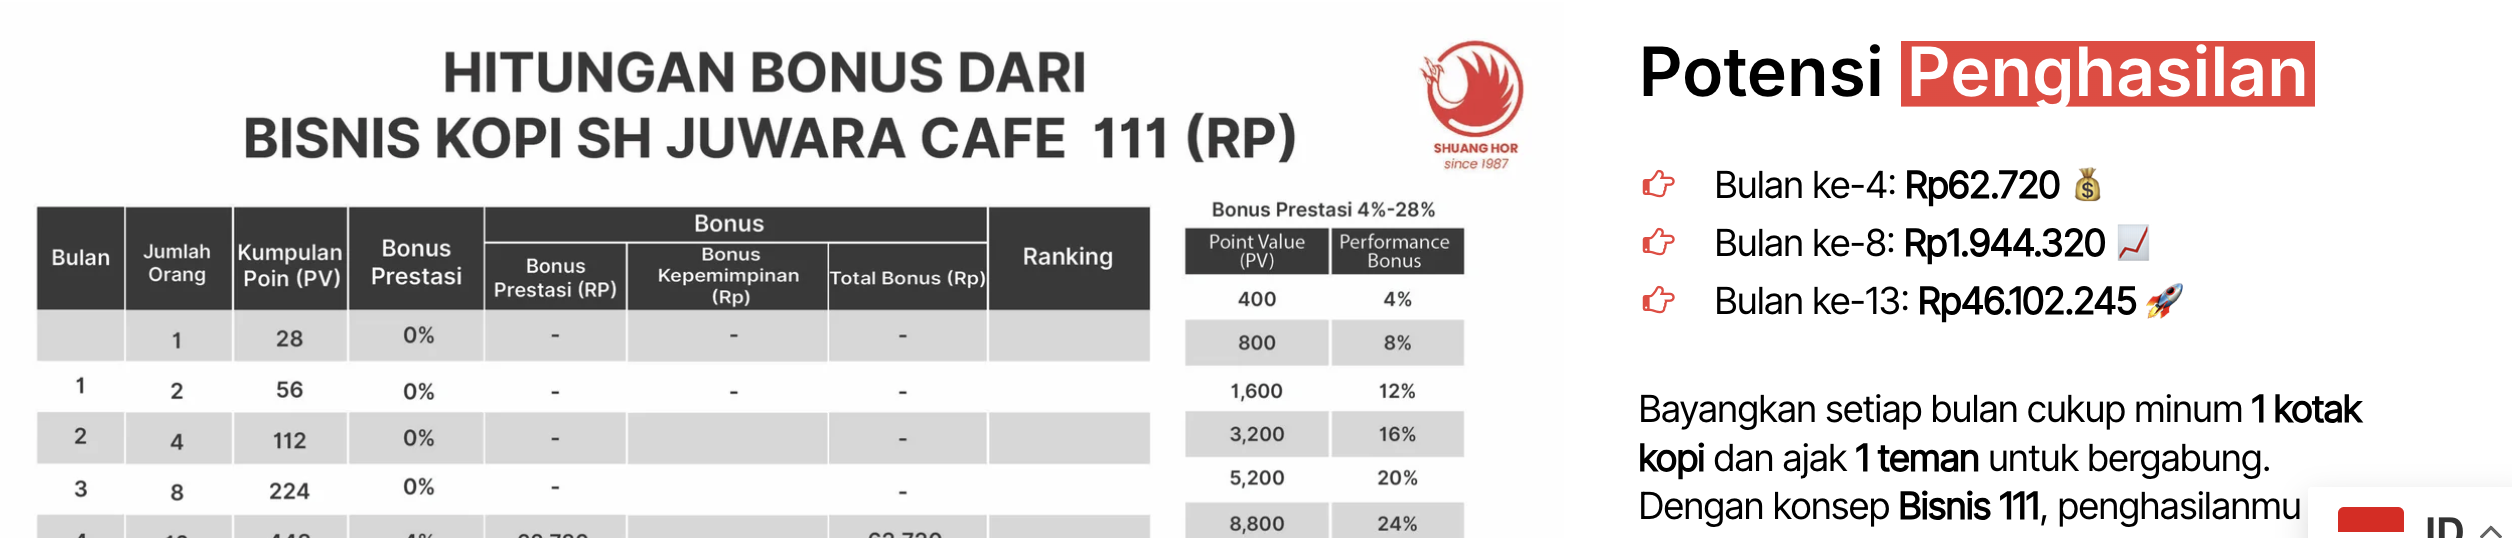 HITUNGAN BONUS DARI
BISNIS KOPI SH JUWARA CAFE 111 (RP)
SHUANG HOR
since 1987
Bulan
Jumlah
Orang
Kumpulan
Poin (PV)
Bonus
Prestasi
Bonus
Bonus
Prestasi (RP)
Bonus
Kepemimpinan
(Rp)
Total Bonus (Rp)
Ranking
1 28 0% - - -
1 2 56 0% - - -
2 4 112 0% - -
3 8 224 0% - -
Bonus Prestasi 4%-28%
Point Value
(PV)
Performance
Bonus
400 4%
800 8%
1,600 12%
3,200 16%
5,200 20%
8,800 24%
Potensi Penghasilan
Bulan ke-4: Rp62.720
Bulan ke-8: Rp1.944.320
Bulan ke-13: Rp46.102.245
Bayangkan setiap bulan cukup minum 1 kotak
kopi dan ajak 1 teman untuk bergabung.
Dengan konsep Bisnis 111, penghasilanmu
ID